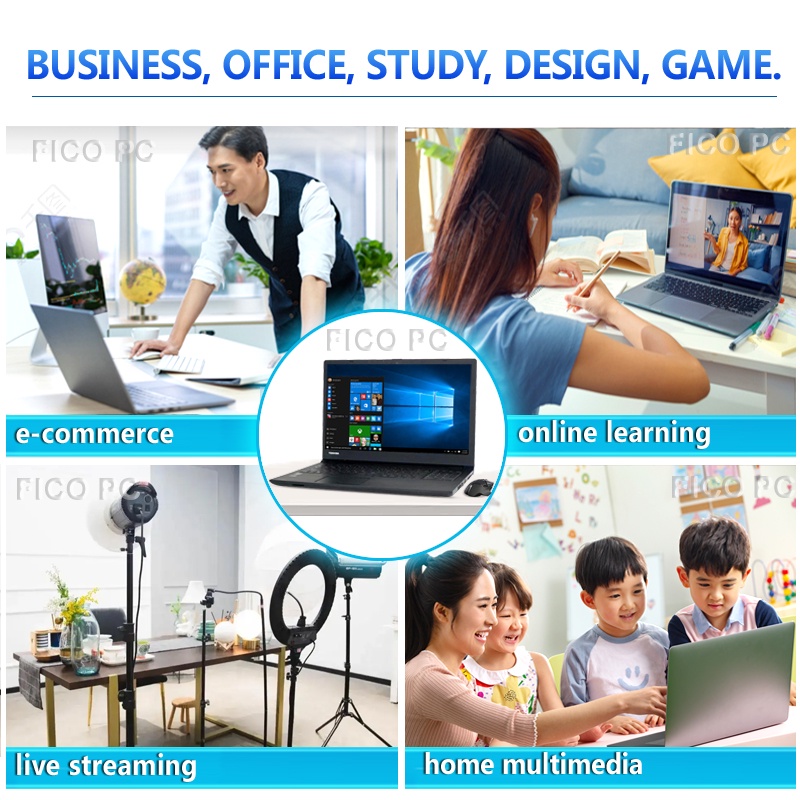 BUSINESS, OFFICE, STUDY, DESIGN, GAME.
FICO PC
FICO PC
FICO PC
e-commerce
online learning
FICO PC
FICO PC
live streaming
home multimedia